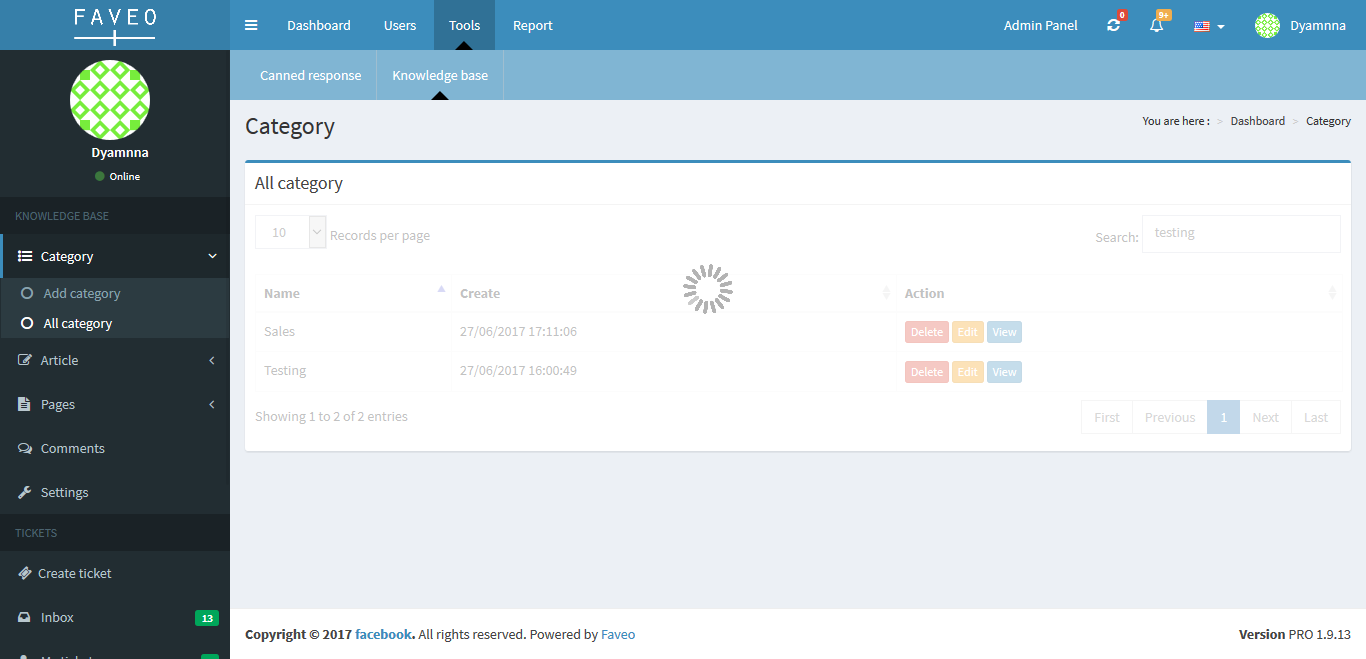 FAVEO
Dashboard Users Tools Report
Admin Panel 0 9+ Dyamnna
Canned response Knowledge base
Dyamnna
Online
KNOWLEDGE BASE
Category
Add category
All category
Article
Pages
Comments
Settings
TICKETS
Create ticket
Inbox 13
Category
You are here : > Dashboard > Category
All category
10 Records per page
Search: testing
Name Create Action
Sales 27/06/2017 17:11:06 Delete Edit View
Testing 27/06/2017 16:00:49 Delete Edit View
Showing 1 to 2 of 2 entries
First Previous 1 Next Last
Copyright © 2017 facebook. All rights reserved. Powered by Faveo
Version PRO 1.9.13